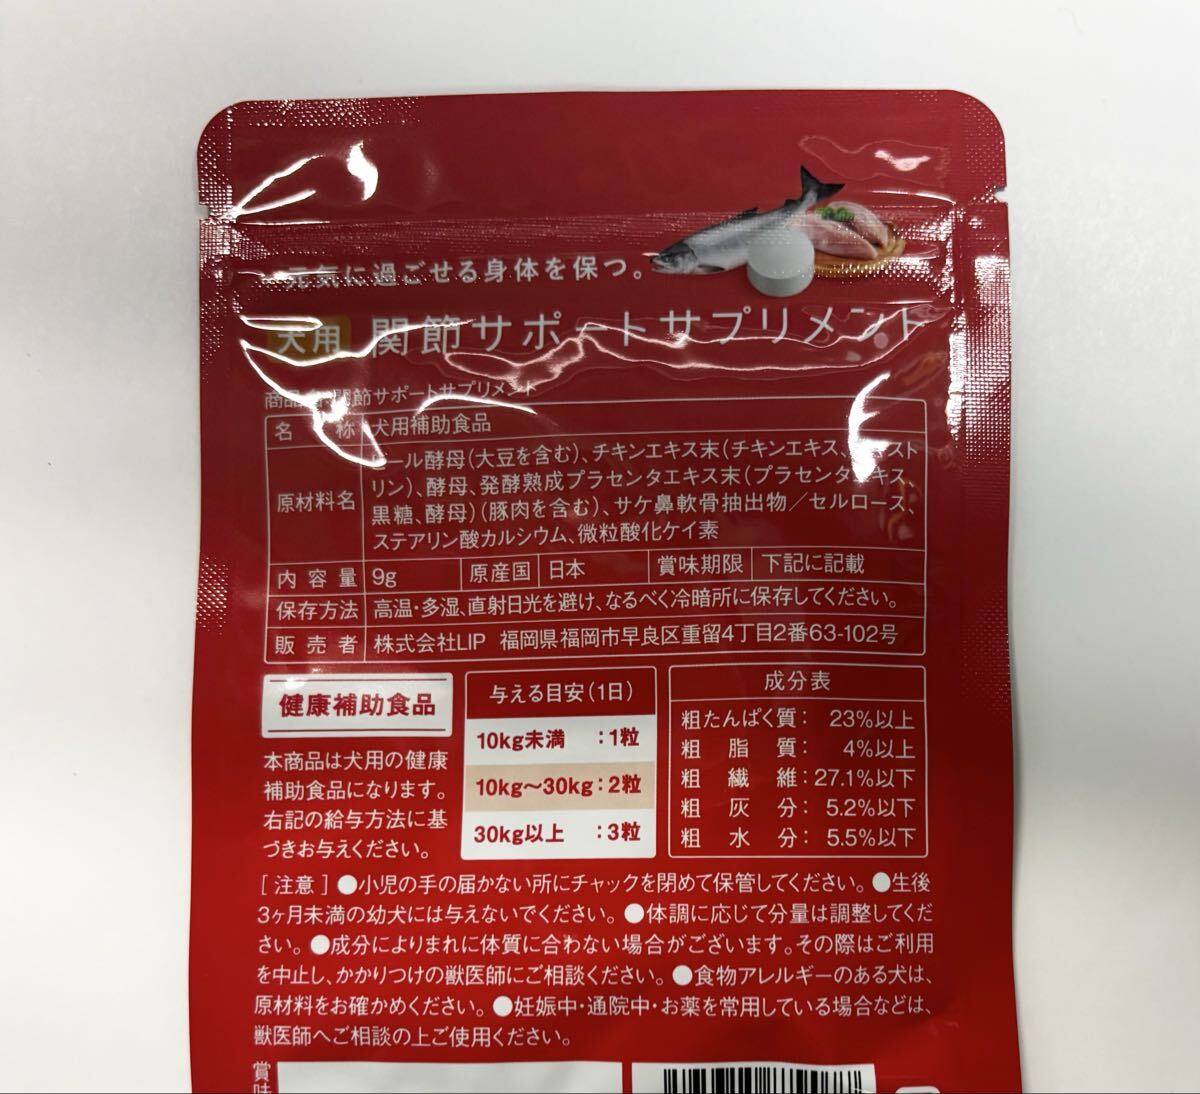 元気に過ごせる身体を保つ。
犬用 関節サポートサプリメント
商品名 関節サポートサプリメント
名称 犬用補助食品
原材料名 ビール酵母(大豆を含む)、チキンエキス末(チキンエキス、デキスト
リン)、酵母、発酵熟成プラセンタエキス末(プラセンタエキス、
黒糖、酵母)(豚肉を含む)、サケ鼻軟骨抽出物/セルロース、
ステアリン酸カルシウム、微粒酸化ケイ素
内容量 9g 原産国 日本 賞味期限 下記に記載
保存方法 高温・多湿、直射日光を避け、なるべく冷暗所に保存してください。
販売者 株式会社LIP 福岡県福岡市早良区重留4丁目2番63-102号
健康補助食品
本商品は犬用の健康
補助食品になります。
右記の給与方法に基
づきお与えください。
与える目安(1日)
10kg未満 :1粒
10kg〜30kg:2粒
30kg以上 :3粒
成分表
粗たんぱく質: 23%以上
粗脂質: 4%以上
粗繊維:27.1%以下
粗灰分: 5.2%以下
粗水分: 5.5%以下
[注意]●小児の手の届かない所にチャックを閉めて保管してください。●生後
3ヶ月未満の幼犬には与えないでください。●体調に応じて分量は調整してくだ
さい。●成分によりまれに体質に合わない場合がございます。その際はご利用
を中止し、かかりつけの獣医師にご相談ください。●食物アレルギーのある犬は、
原材料をお確かめください。●妊娠中・通院中・お薬を常用している場合などは、
獣医師へご相談の上ご使用ください。
賞味